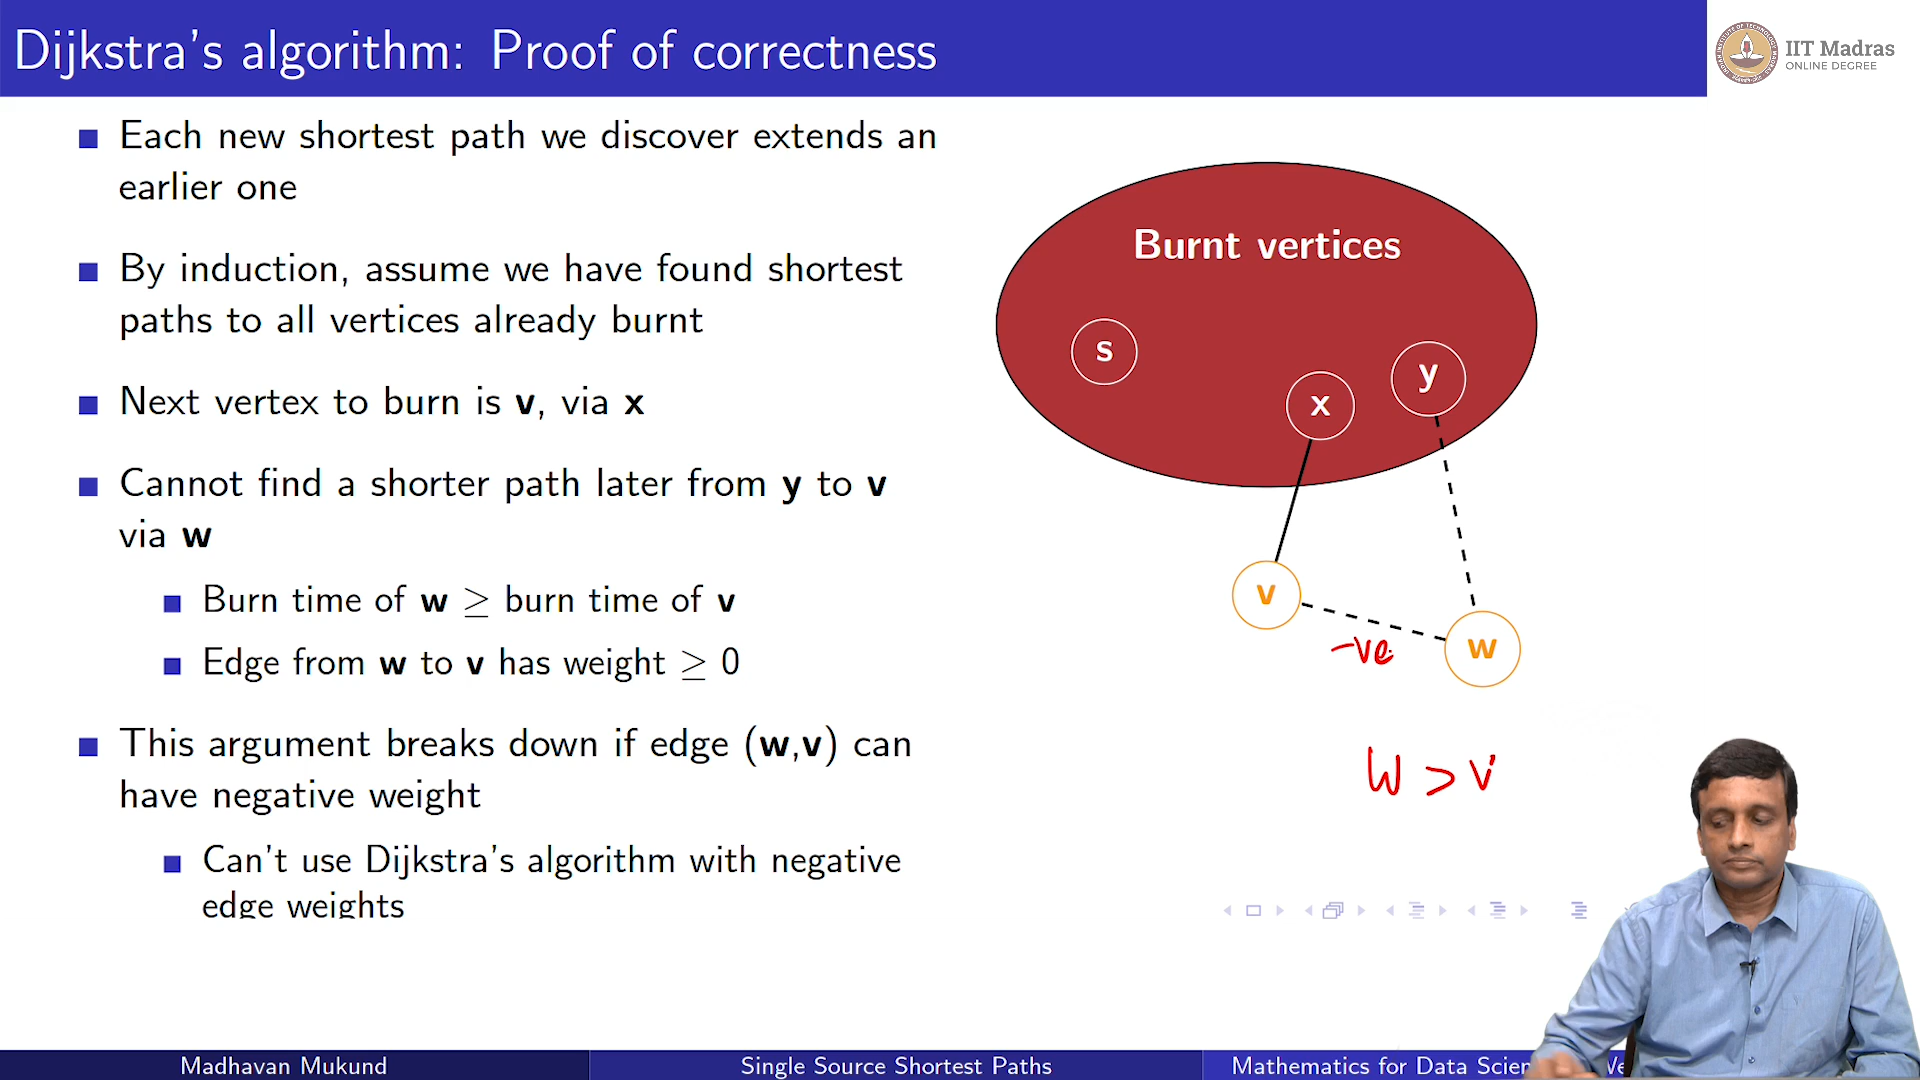 Dijkstra's algorithm: Proof of correctness
IIT Madras
ONLINE DEGREE
Each new shortest path we discover extends an
earlier one
By induction, assume we have found shortest
paths to all vertices already burnt
Next vertex to burn is v, via x
Cannot find a shorter path later from y to v
via w
Burn time of w ≥ burn time of v
Edge from w to v has weight ≥ 0
This argument breaks down if edge (w,v) can
have negative weight
Can't use Dijkstra's algorithm with negative
edge weights
Burnt vertices
s
x
y
v
w
-ve
W > V
Madhavan Mukund
Single Source Shortest Paths
Mathematics for Data